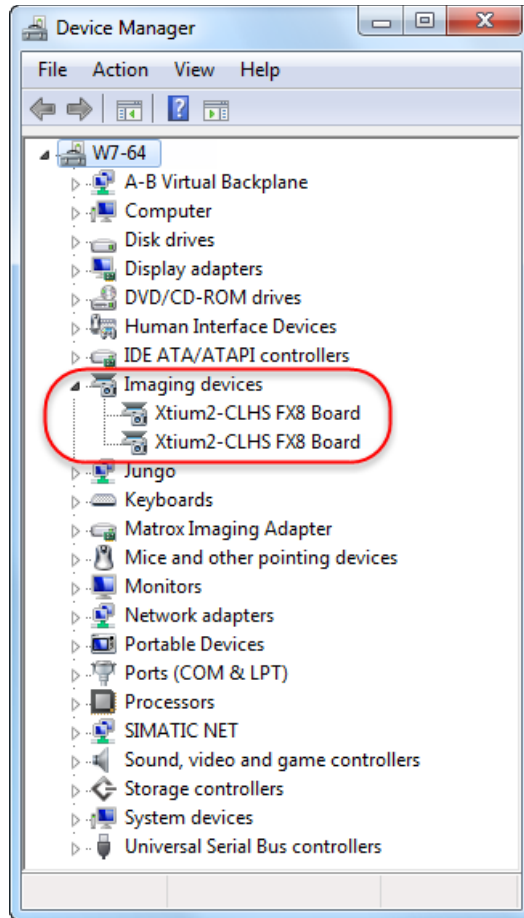 Device Manager
File Action View Help
W7-64
A-B Virtual Backplane
Computer
Disk drives
Display adapters
DVD/CD-ROM drives
Human Interface Devices
IDE ATA/ATAPI controllers
Imaging devices
Xtium2-CLHS FX8 Board
Xtium2-CLHS FX8 Board
Jungo
Keyboards
Matrox Imaging Adapter
Mice and other pointing devices
Monitors
Network adapters
Portable Devices
Ports (COM & LPT)
Processors
SIMATIC NET
Sound, video and game controllers
Storage controllers
System devices
Universal Serial Bus controllers